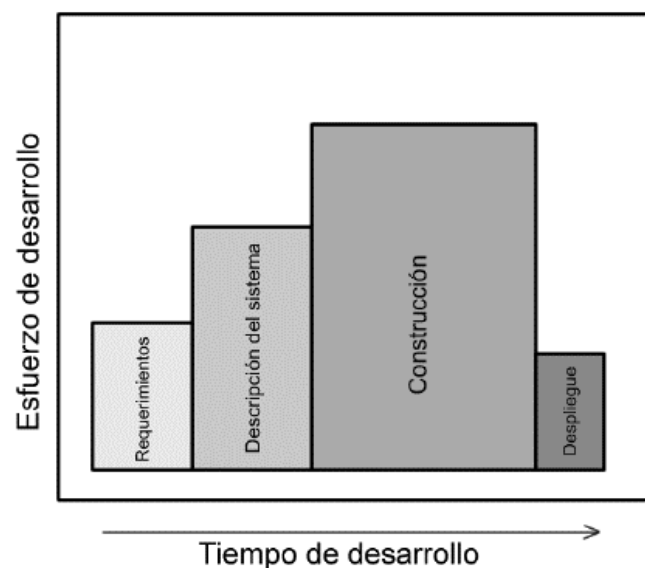 Esfuerzo de desarrollo
Requerimientos
Descripción del sistema
Construcción
Despliegue
Tiempo de desarrollo